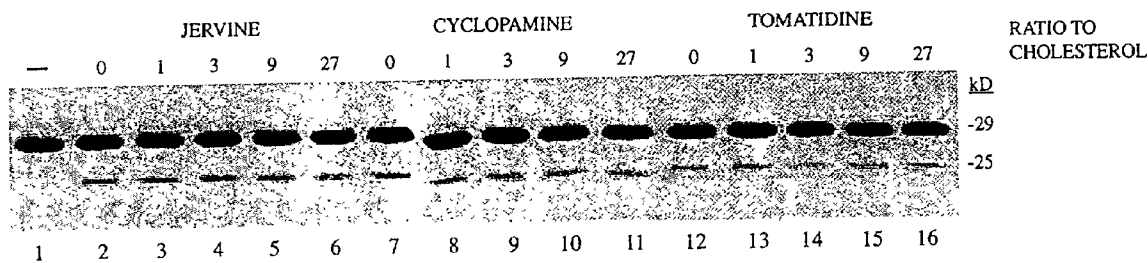 JERVINE CYCLOPAMINE TOMATIDINE RATIO TO
— 0 1 3 9 27 0 1 3 9 27 0 1 3 9 27 CHOLESTEROL
kD
-29
-25
1 2 3 4 5 6 7 8 9 10 11 12 13 14 15 16